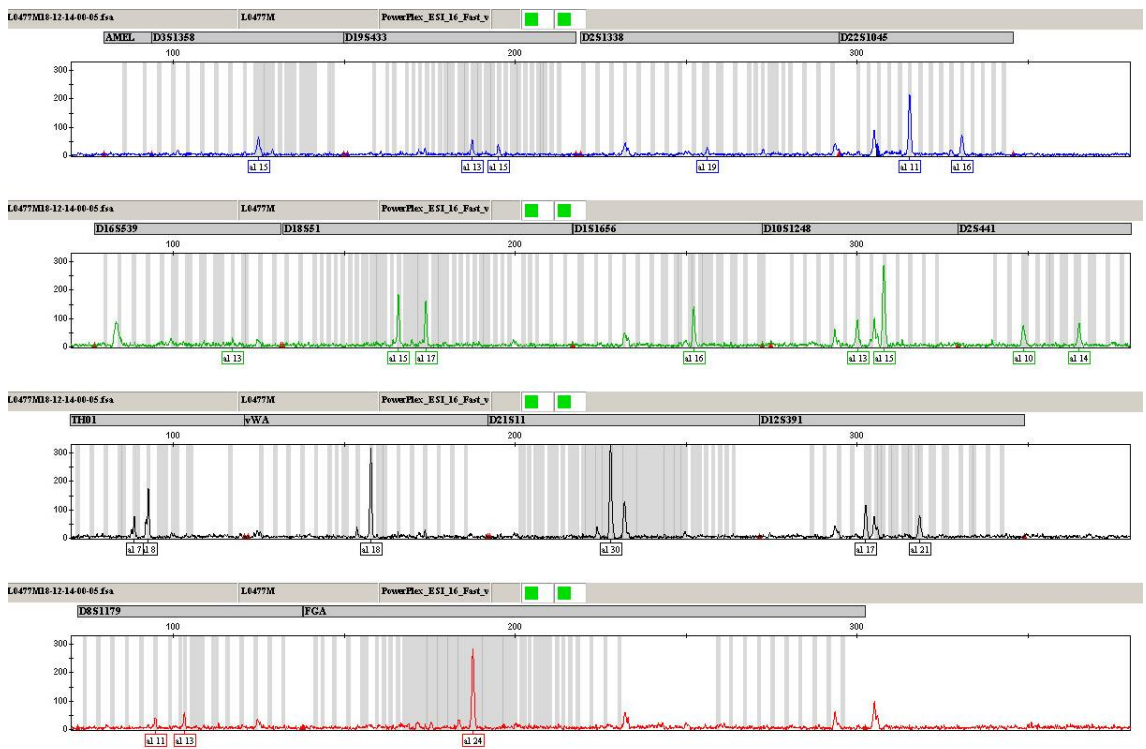 L0477M18-12-14-00-05.fsa L0477M PowerPlex_ESI_16_Fast_v
AMEL D3S1358 D19S433 D2S1338 D22S1045
100 200 300
300
200
100
0
al 15 al 13 al 15 al 19 al 11 al 16
L0477M18-12-14-00-05.fsa L0477M PowerPlex_ESI_16_Fast_v
D16S539 D18S51 D1S1656 D10S1248 D2S441
100 200 300
300
200
100
0
al 13 al 15 al 17 al 16 al 13 al 15 al 10 al 14
L0477M18-12-14-00-05.fsa L0477M PowerPlex_ESI_16_Fast_v
TH01 vWA D21S11 D12S391
100 200 300
300
200
100
0
al 7 al 8 al 18 al 30 al 17 al 21
L0477M18-12-14-00-05.fsa L0477M PowerPlex_ESI_16_Fast_v
D8S1179 FGA
100 200 300
300
200
100
0
al 11 al 13 al 24